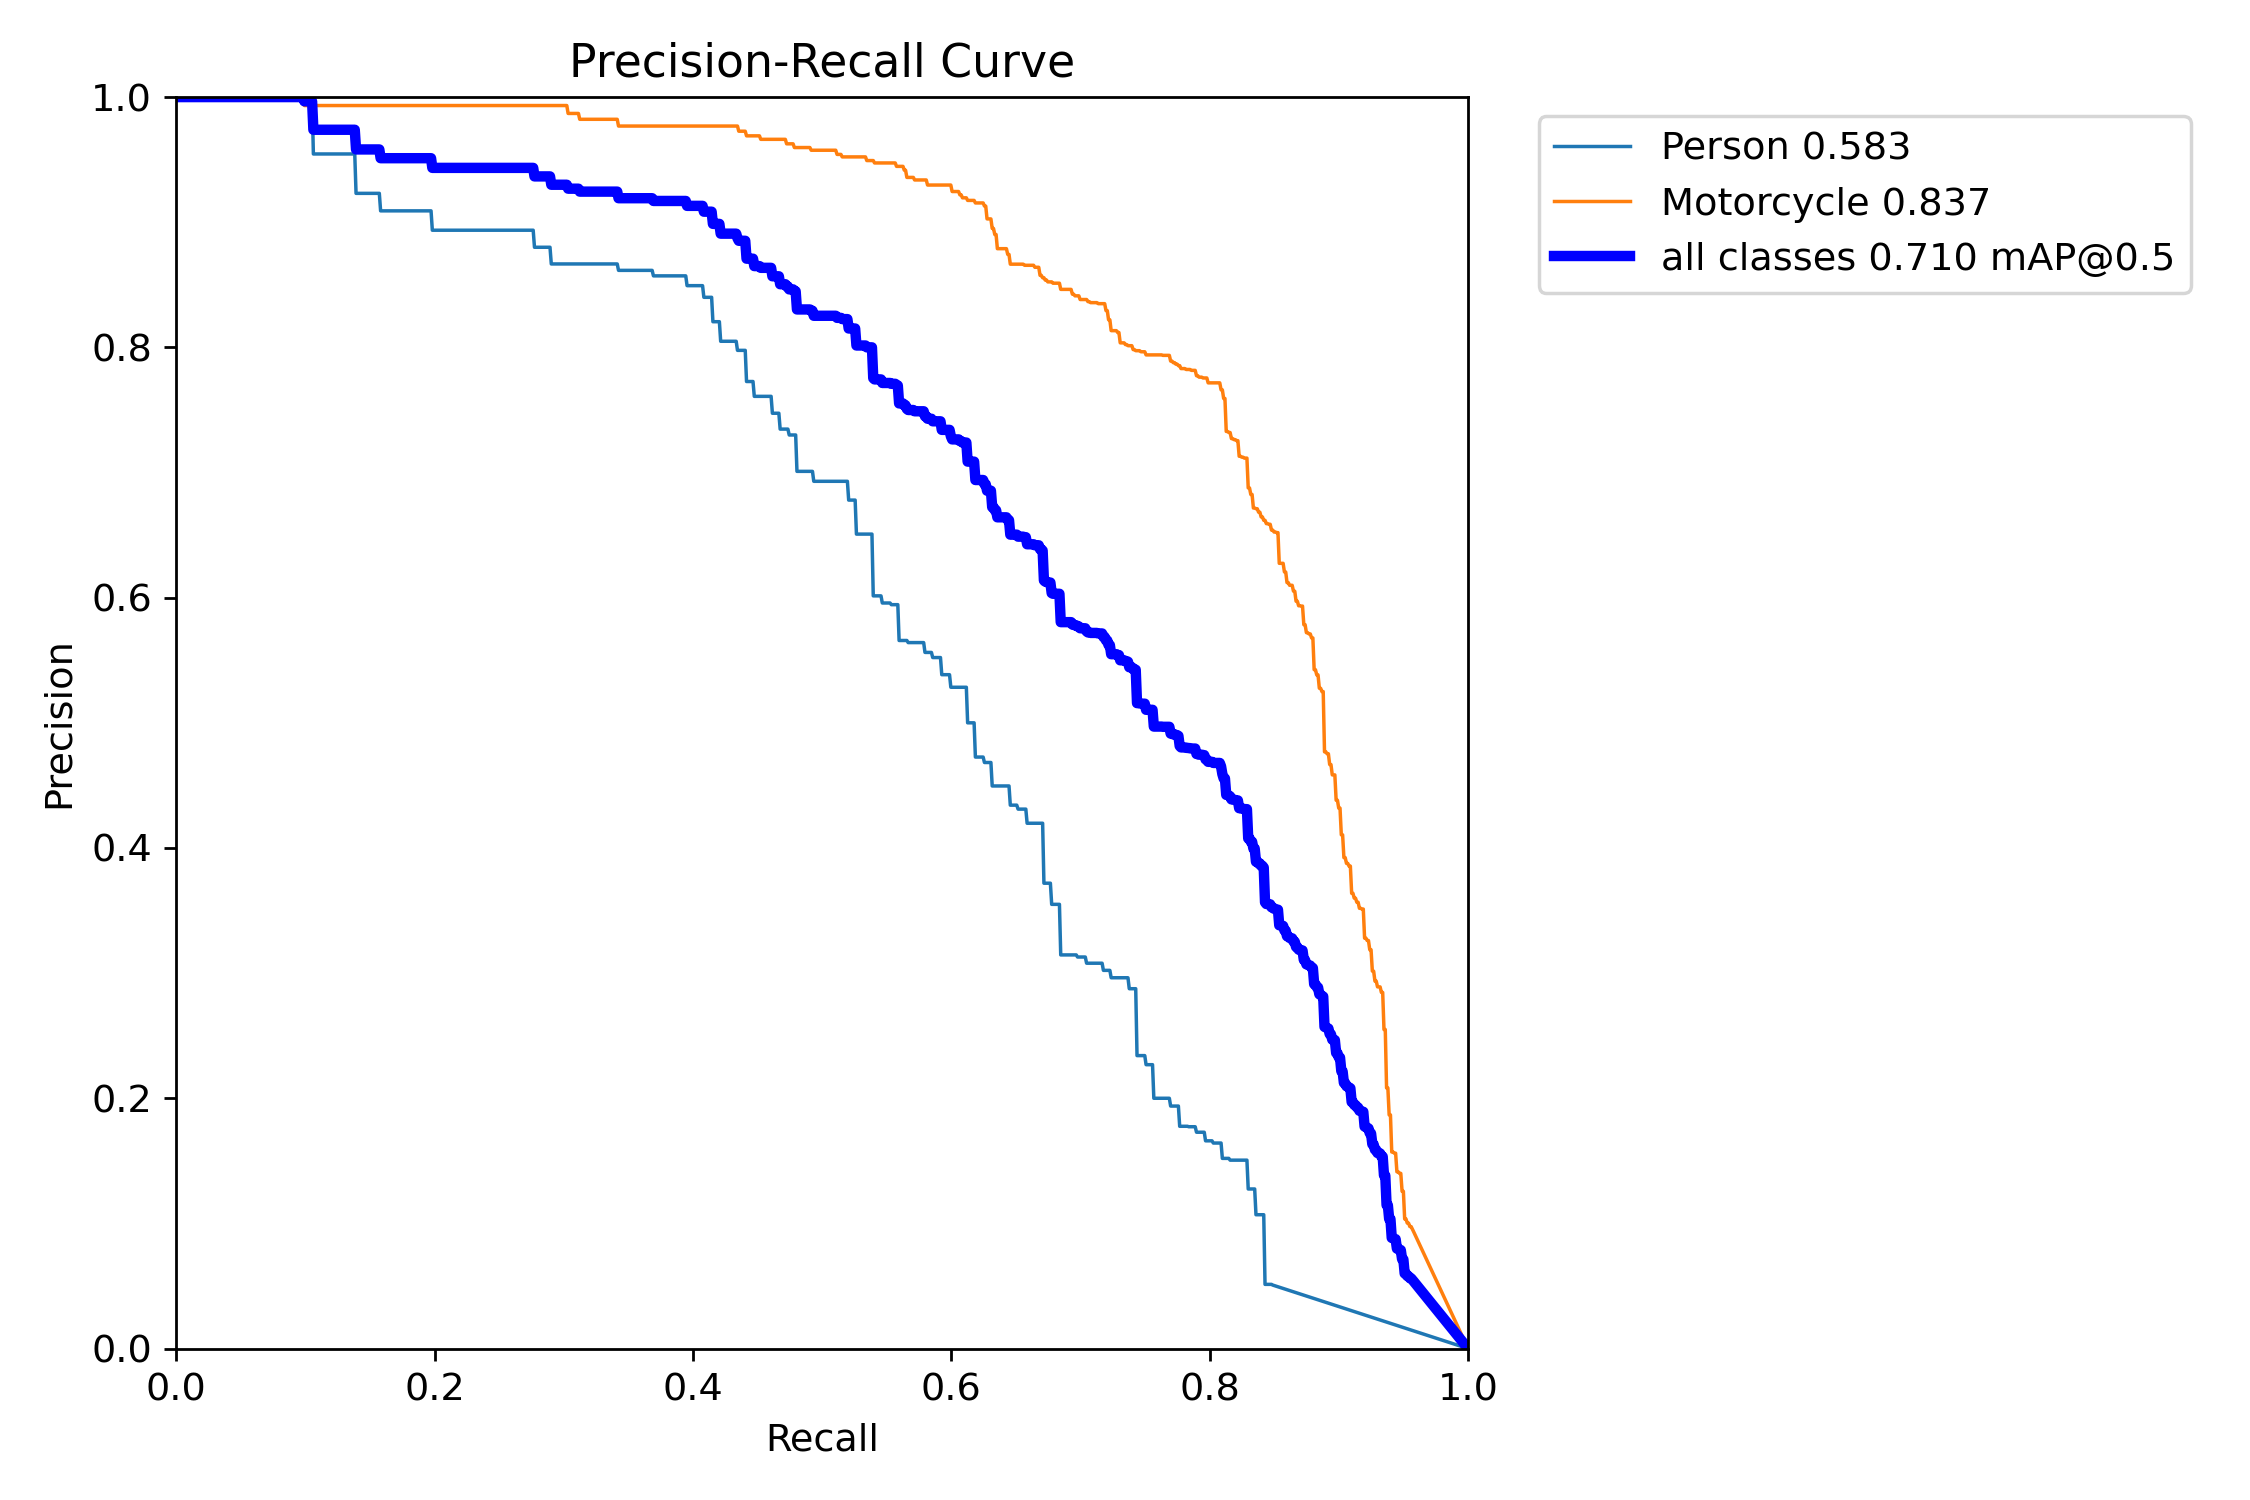 Precision-Recall Curve
1.0
0.8
0.6
0.4
0.2
0.0
Precision
0.0 0.2 0.4 0.6 0.8 1.0
Recall
Person 0.583
Motorcycle 0.837
all classes 0.710 mAP@0.5